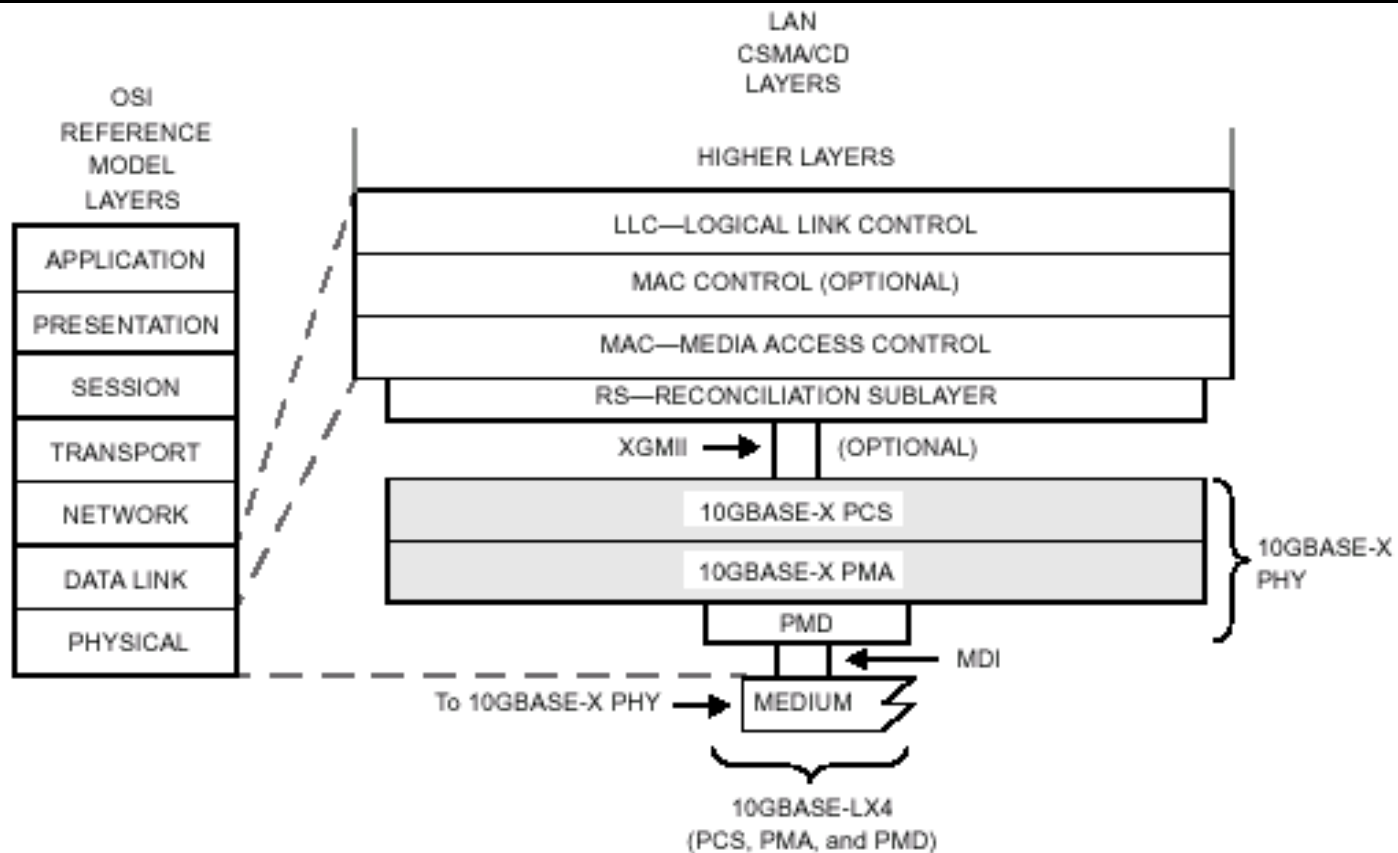 LAN
CSMA/CD
LAYERS
OSI
REFERENCE
MODEL
LAYERS
APPLICATION
PRESENTATION
SESSION
TRANSPORT
NETWORK
DATA LINK
PHYSICAL
HIGHER LAYERS
LLC—LOGICAL LINK CONTROL
MAC CONTROL (OPTIONAL)
MAC—MEDIA ACCESS CONTROL
RS—RECONCILIATION SUBLAYER
XGMII
(OPTIONAL)
10GBASE-X PCS
10GBASE-X PMA
10GBASE-X
PHY
PMD
MDI
To 10GBASE-X PHY
MEDIUM
10GBASE-LX4
(PCS, PMA, and PMD)